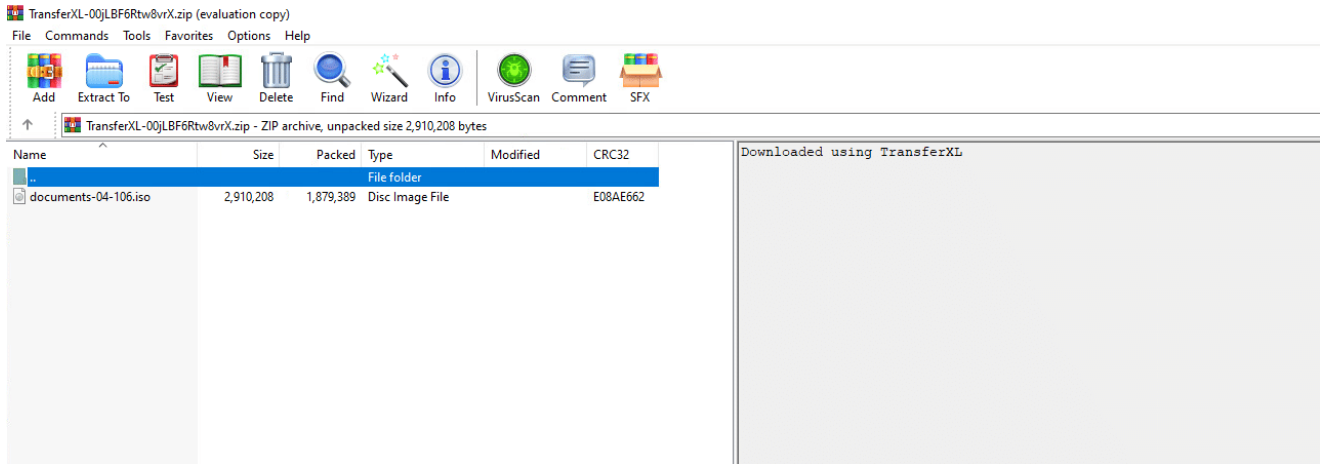 TransferXL-00jLBF6Rtw8vrX.zip (evaluation copy)
File Commands Tools Favorites Options Help
Add Extract To Test View Delete Find Wizard Info VirusScan Comment SFX
TransferXL-00jLBF6Rtw8vrX.zip - ZIP archive, unpacked size 2,910,208 bytes
Name Size Packed Type Modified CRC32
.. File folder
documents-04-106.iso 2,910,208 1,879,389 Disc Image File E08AE662
Downloaded using TransferXL